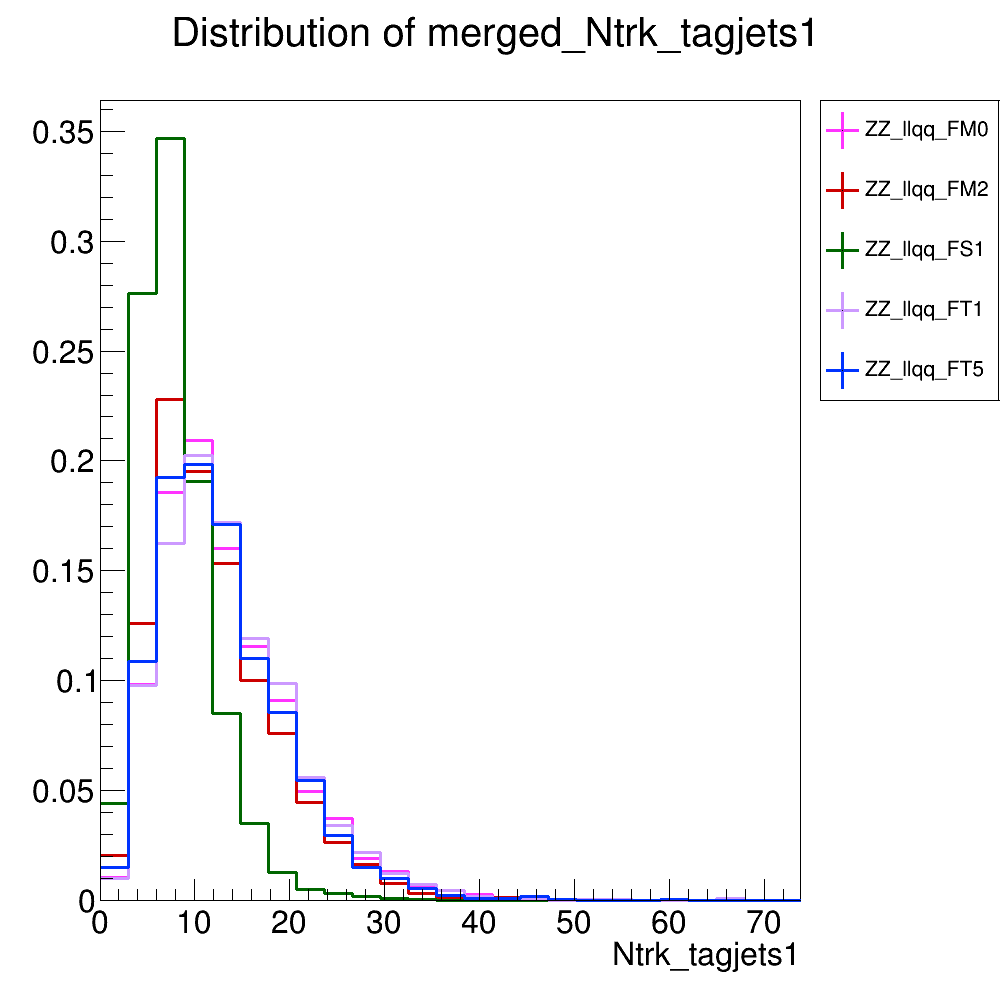 Distribution of merged_Ntrk_tagjets1
ZZ_llqq_FM0
ZZ_llqq_FM2
ZZ_llqq_FS1
ZZ_llqq_FT1
ZZ_llqq_FT5
0.35
0.3
0.25
0.2
0.15
0.1
0.05
0
0 10 20 30 40 50 60 70
Ntrk_tagjets1